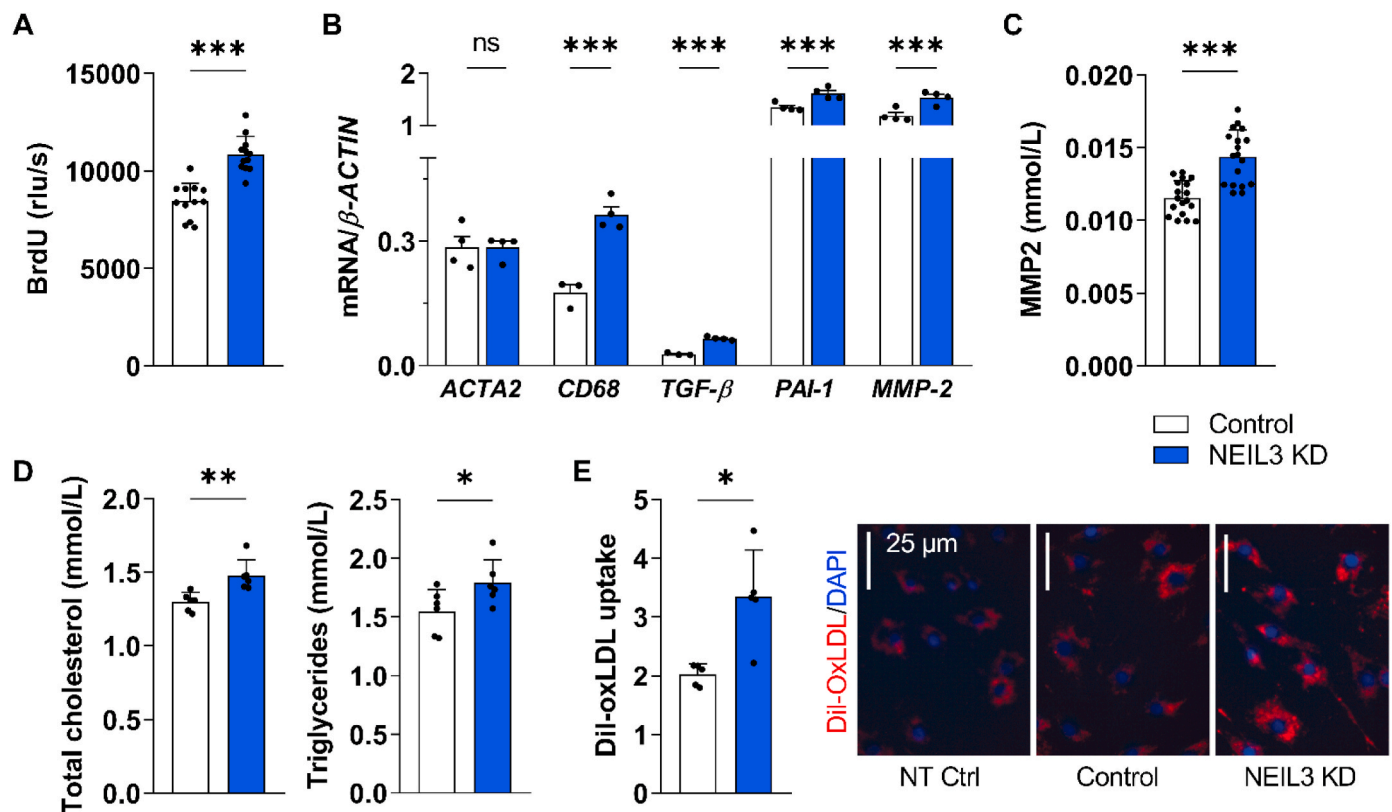 A
***
15000
10000
5000
0
BrdU (rlu/s)
B
ns
***
***
***
***
2
1
0.3
0.0
mRNA/β-ACTIN
ACTA2
CD68
TGF-β
PAI-1
MMP-2
C
***
0.020
0.015
0.010
0.005
0.000
MMP2 (mmol/L)
Control
NEIL3 KD
D
**
2.0
1.5
1.0
0.5
0.0
Total cholesterol (mmol/L)
*
2.5
2.0
1.5
1.0
0.5
0.0
Triglycerides (mmol/L)
E
*
5
4
3
2
1
0
Dil-oxLDL uptake
Dil-OxLDL/DAPI
25 µm
NT Ctrl
Control
NEIL3 KD